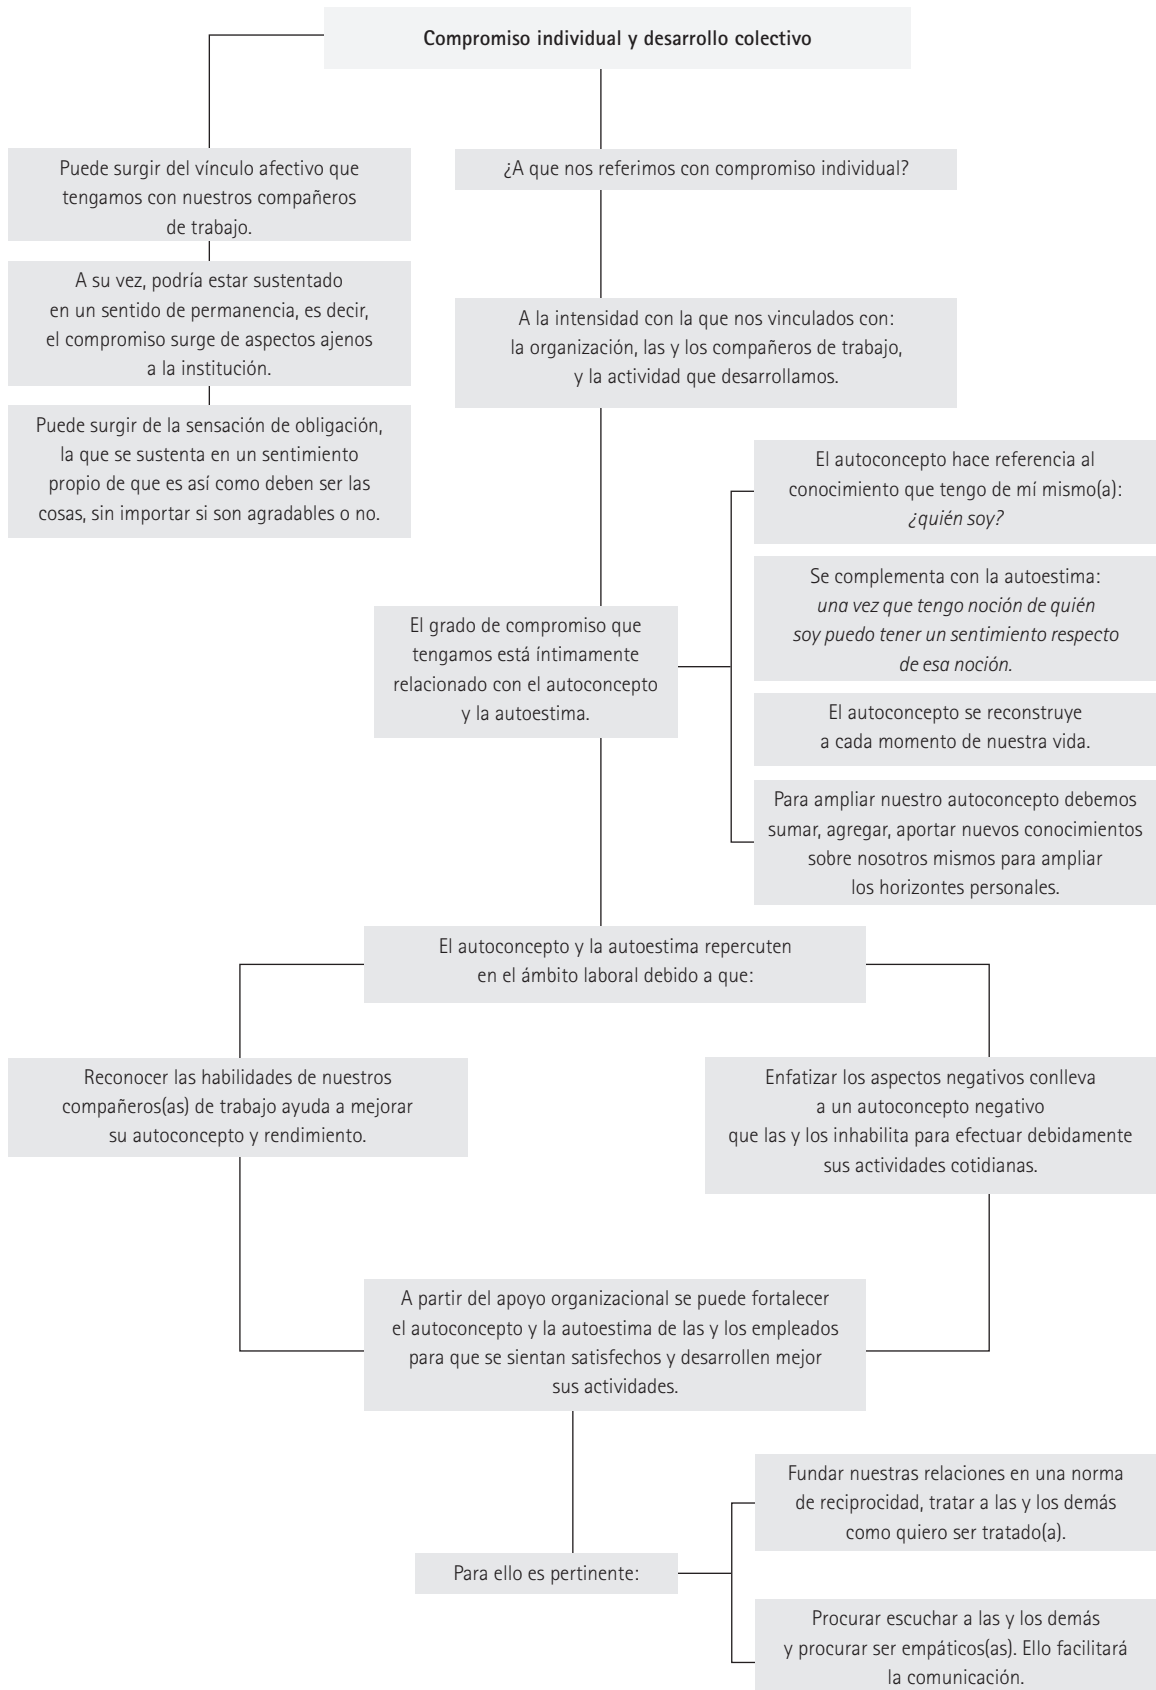 Compromiso individual y desarrollo colectivo
Puede surgir del vínculo afectivo que
tengamos con nuestros compañeros
de trabajo.
A su vez, podría estar sustentado
en un sentido de permanencia, es decir,
el compromiso surge de aspectos ajenos
a la institución.
Puede surgir de la sensación de obligación,
la que se sustenta en un sentimiento
propio de que es así como deben ser las
cosas, sin importar si son agradables o no.
¿A que nos referimos con compromiso individual?
A la intensidad con la que nos vinculados con:
la organización, las y los compañeros de trabajo,
y la actividad que desarrollamos.
El grado de compromiso que
tengamos está íntimamente
relacionado con el autoconcepto
y la autoestima.
El autoconcepto hace referencia al
conocimiento que tengo de mí mismo(a):
¿quién soy?
Se complementa con la autoestima:
una vez que tengo noción de quién
soy puedo tener un sentimiento respecto
de esa noción.
El autoconcepto se reconstruye
a cada momento de nuestra vida.
Para ampliar nuestro autoconcepto debemos
sumar, agregar, aportar nuevos conocimientos
sobre nosotros mismos para ampliar
los horizontes personales.
El autoconcepto y la autoestima repercuten
en el ámbito laboral debido a que:
Reconocer las habilidades de nuestros
compañeros(as) de trabajo ayuda a mejorar
su autoconcepto y rendimiento.
Enfatizar los aspectos negativos conlleva
a un autoconcepto negativo
que las y los inhabilita para efectuar debidamente
sus actividades cotidianas.
A partir del apoyo organizacional se puede fortalecer
el autoconcepto y la autoestima de las y los empleados
para que se sientan satisfechos y desarrollen mejor
sus actividades.
Para ello es pertinente:
Fundar nuestras relaciones en una norma
de reciprocidad, tratar a las y los demás
como quiero ser tratado(a).
Procurar escuchar a las y los demás
y procurar ser empáticos(as). Ello facilitará
la comunicación.